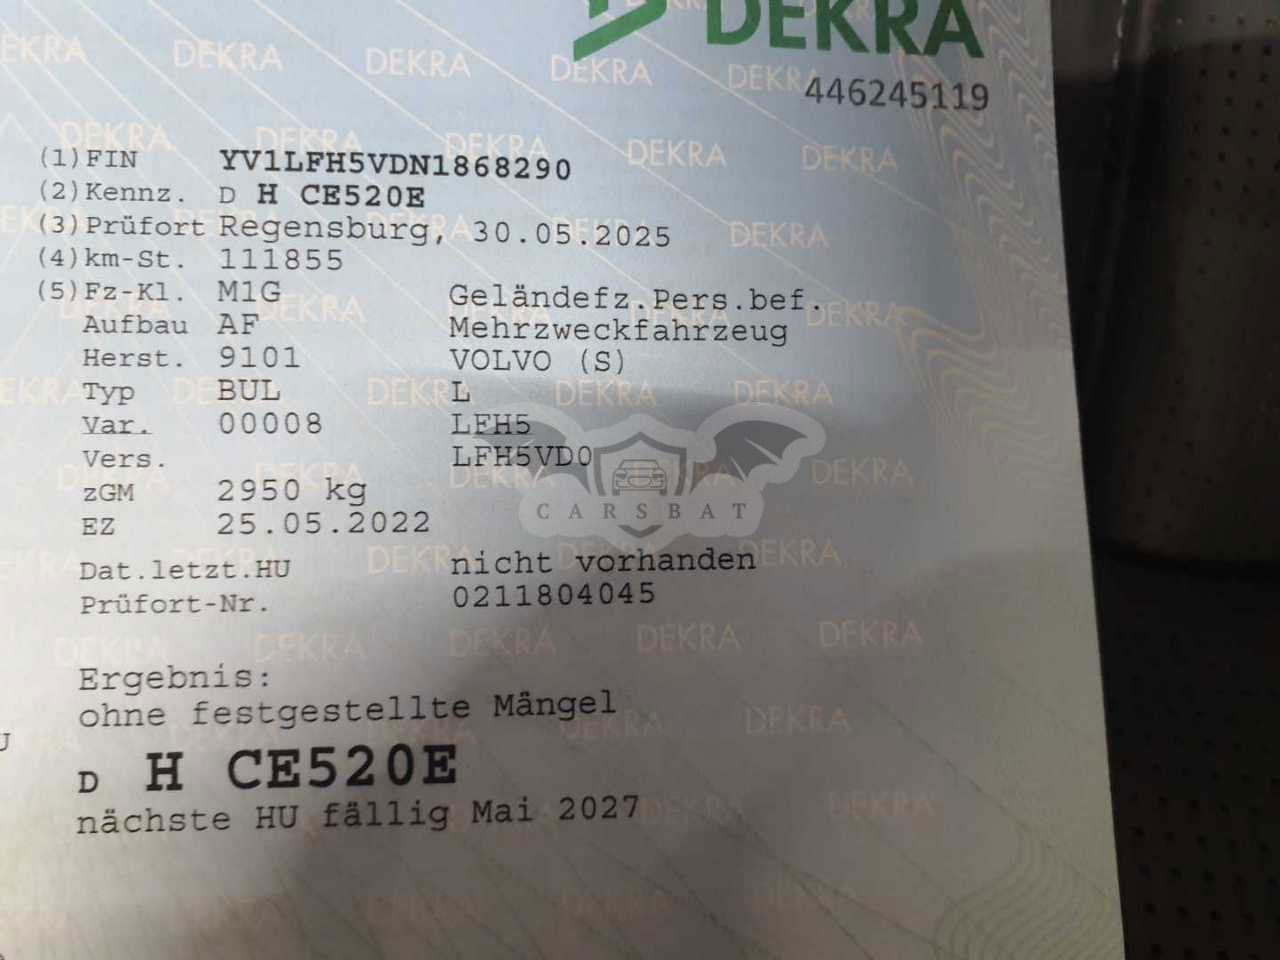 DEKRA
446245119
(1) FIN YV1LFH5VDN1868290
(2) Kennz. D H CE520E
(3) Prüfort Regensburg, 30.05.2025
(4) km-St. 111855
(5) Fz-Kl. M1G Geländefz.Pers.bef.
Aufbau AF Mehrzweckfahrzeug
Herst. 9101 VOLVO (S)
Typ BUL L
Var. 00008 LFH5
Vers. LFH5VD0
zGM 2950 kg
CARSBAT
EZ 25.05.2022
Dat.letzt.HU nicht vorhanden
Prüfort-Nr. 0211804045
Ergebnis:
ohne festgestellte Mängel
D H CE520E
nächste HU fällig Mai 2027